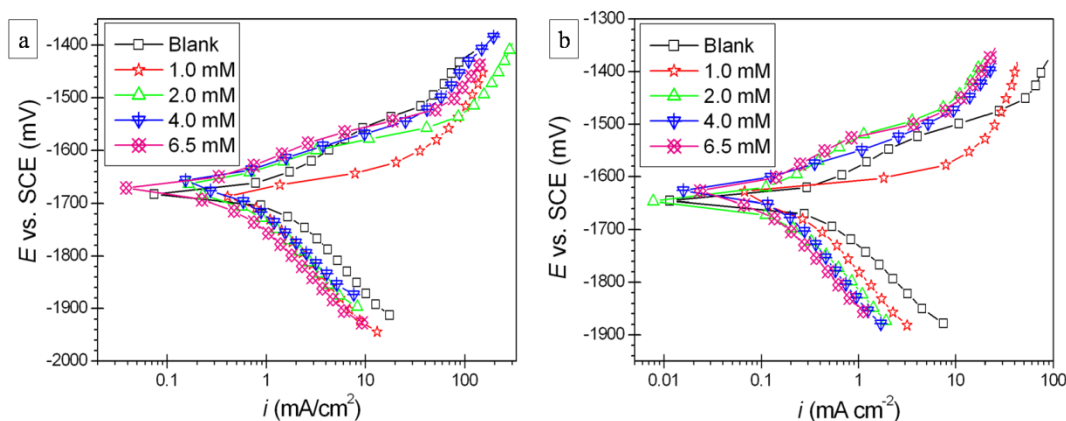 a
-1400
-1500
-1600
-1700
-1800
-1900
-2000
E vs. SCE (mV)
Blank
1.0 mM
2.0 mM
4.0 mM
6.5 mM
0.1
1
10
100
i (mA/cm²)
b
-1300
-1400
-1500
-1600
-1700
-1800
-1900
E vs. SCE (mV)
Blank
1.0 mM
2.0 mM
4.0 mM
6.5 mM
0.01
0.1
1
10
100
i (mA cm⁻²)